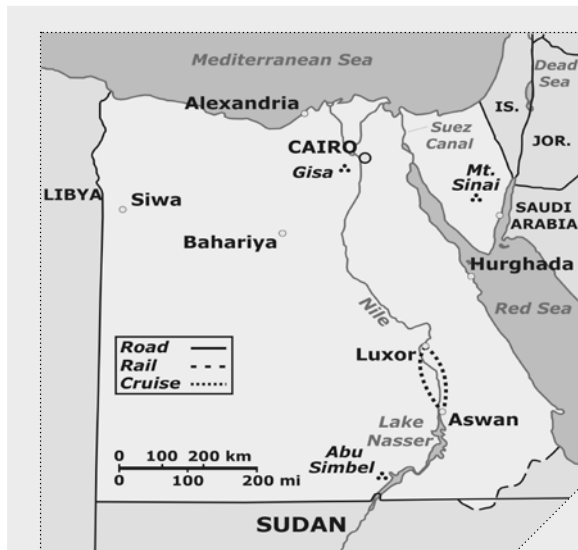 Mediterranean Sea
Dead
Sea
Alexandria
IS.
Suez
Canal
JOR.
CAIRO
Gisa
Mt.
Sinai
LIBYA
Siwa
SAUDI
ARABIA
Bahariya
Hurghada
Red Sea
Nile
Road
Rail
Cruise
Luxor
Lake
Nasser
Aswan
Abu
Simbel
0 100 200 km
0 100 200 mi
SUDAN